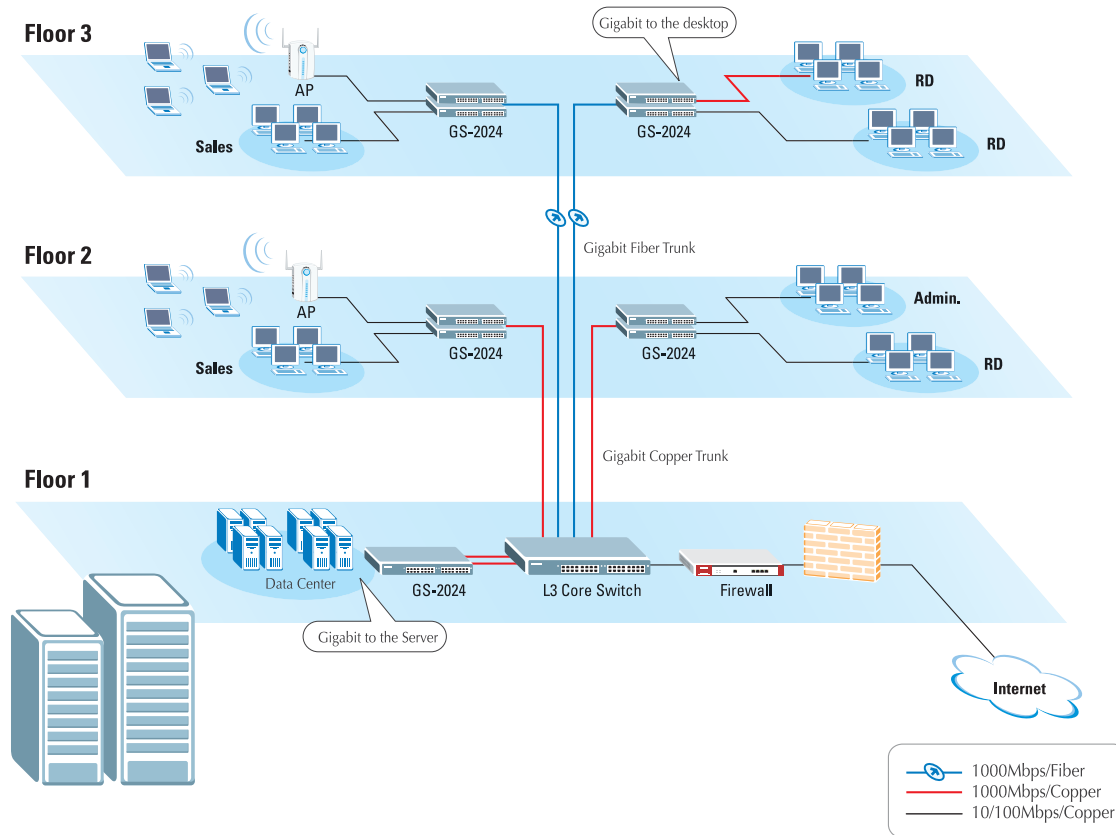 Floor 3
Gigabit to the desktop
AP
GS-2024
GS-2024
RD
Sales
RD
Floor 2
Gigabit Fiber Trunk
AP
GS-2024
GS-2024
Admin.
Sales
RD
Gigabit Copper Trunk
Floor 1
Data Center
GS-2024
L3 Core Switch
Firewall
Gigabit to the Server
Internet
1000Mbps/Fiber
1000Mbps/Copper
10/100Mbps/Copper